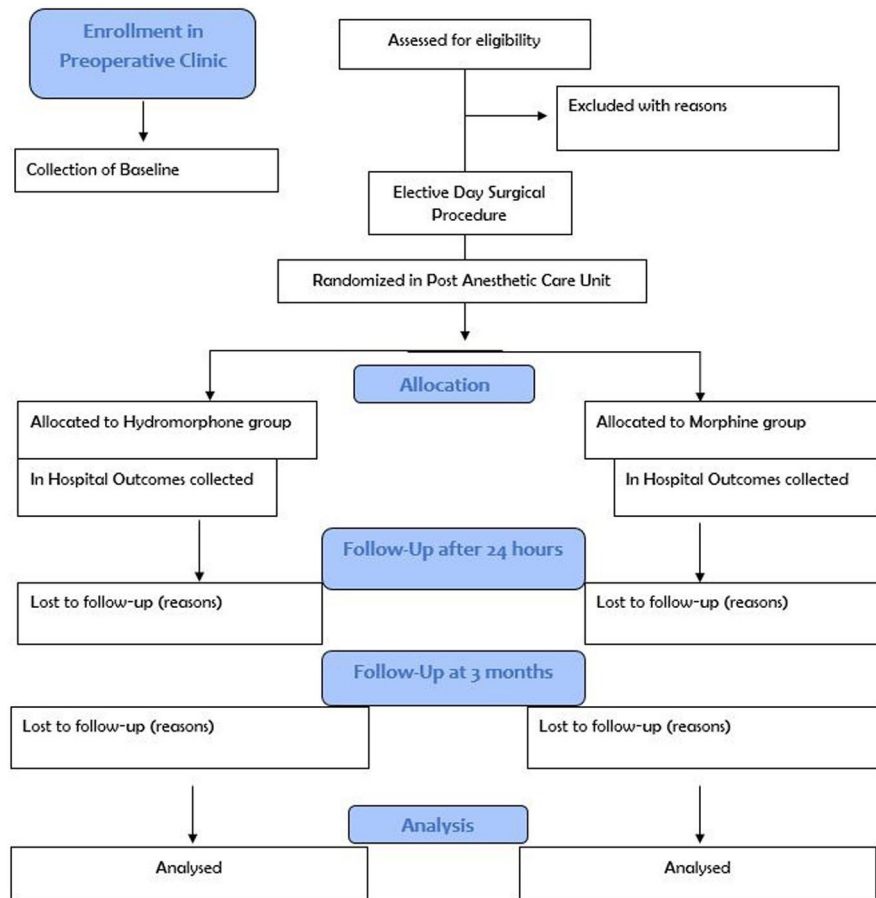 Enrollment in
Preoperative Clinic
Assessed for eligibility
Excluded with reasons
Collection of Baseline
Elective Day Surgical
Procedure
Randomized in Post Anesthetic Care Unit
Allocation
Allocated to Hydromorphone group
Allocated to Morphine group
In Hospital Outcomes collected
In Hospital Outcomes collected
Follow-Up after 24 hours
Lost to follow-up (reasons)
Lost to follow-up (reasons)
Follow-Up at 3 months
Lost to follow-up (reasons)
Lost to follow-up (reasons)
Analysis
Analysed
Analysed